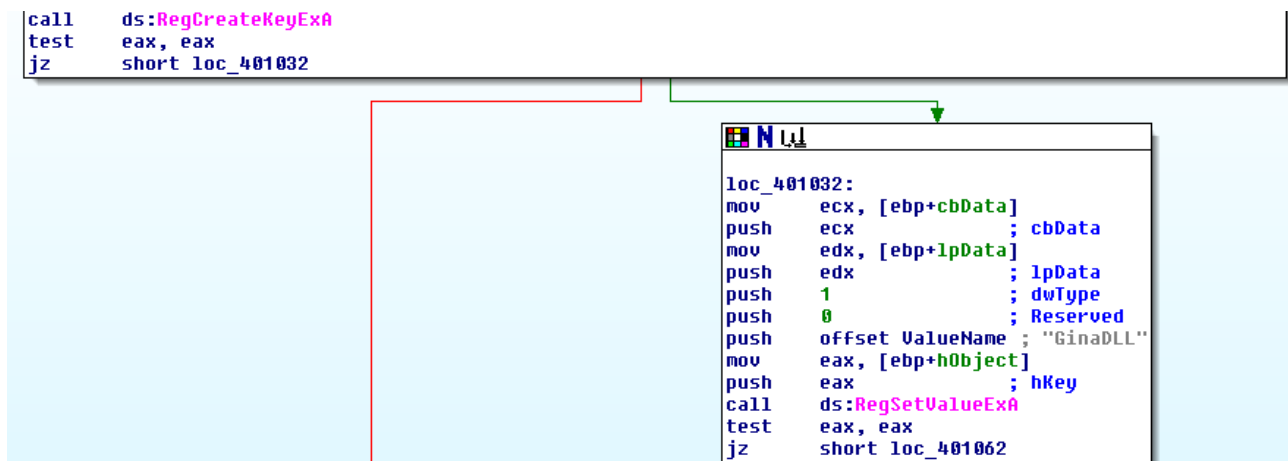 call ds:RegCreateKeyExA
test eax, eax
jz short loc_401032
N
loc_401032:
mov ecx, [ebp+cbData]
push ecx ; cbData
mov edx, [ebp+lpData]
push edx ; lpData
push 1 ; dwType
push 0 ; Reserved
push offset ValueName ; "GinaDLL"
mov eax, [ebp+hObject]
push eax ; hKey
call ds:RegSetValueExA
test eax, eax
jz short loc_401062